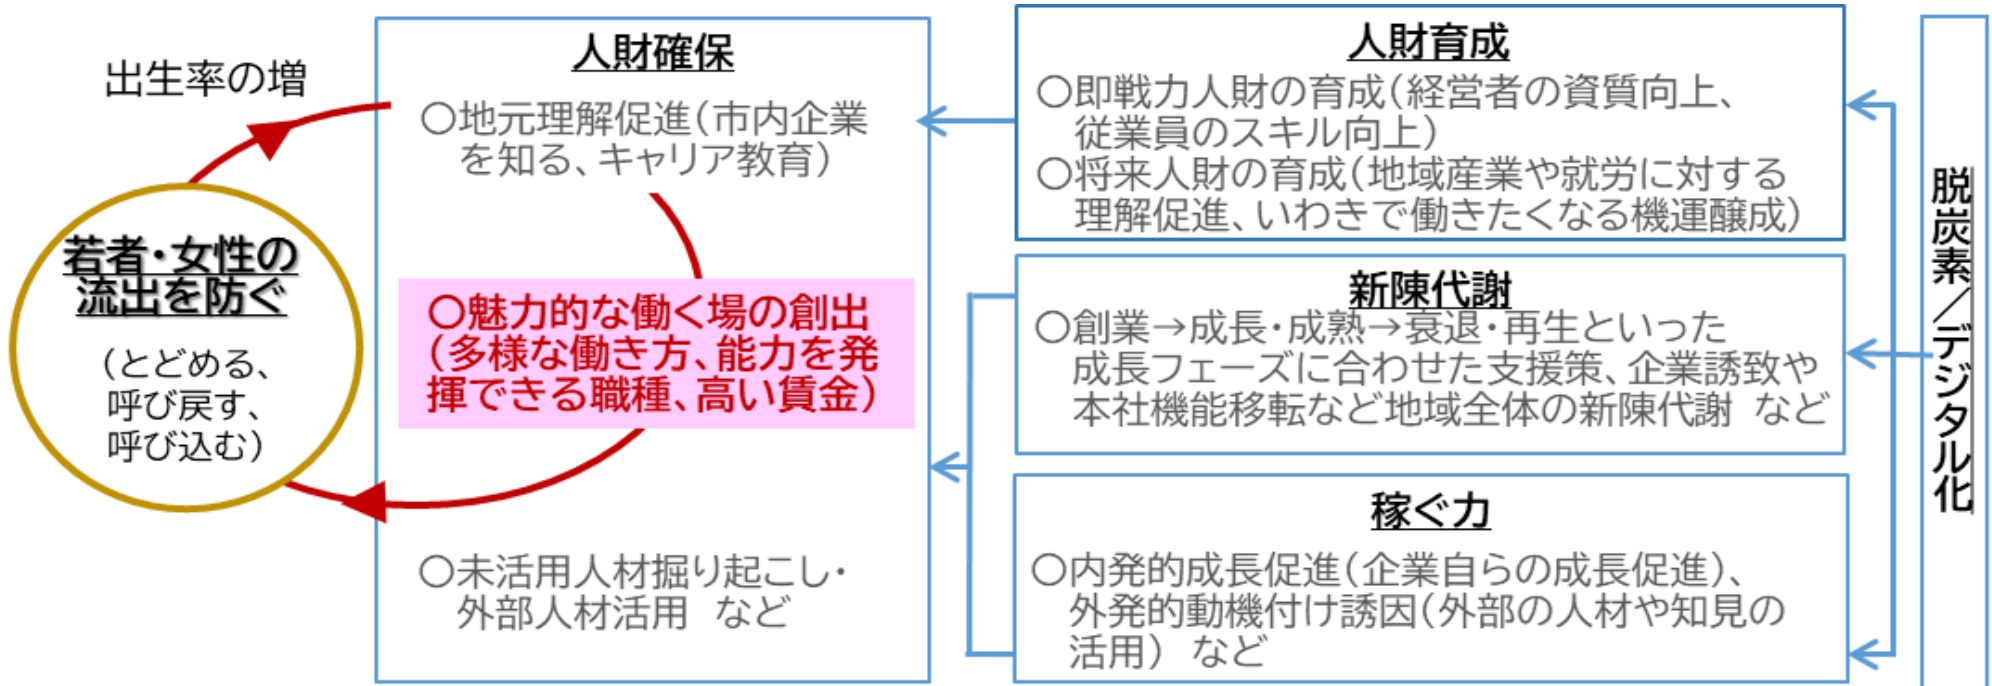 出生率の増
若者・女性の
流出を防ぐ
(とどめる、
呼び戻す、
呼び込む)
人財確保
○地元理解促進(市内企業
を知る、キャリア教育)
○魅力的な働く場の創出
(多様な働き方、能力を発
揮できる職種、高い賃金)
○未活用人材掘り起こし・
外部人材活用 など
人財育成
○即戦力人財の育成(経営者の資質向上、
従業員のスキル向上)
○将来人財の育成(地域産業や就労に対する
理解促進、いわきで働きたくなる機運醸成)
新陳代謝
○創業→成長・成熟→衰退・再生といった
成長フェーズに合わせた支援策、企業誘致や
本社機能移転など地域全体の新陳代謝 など
稼ぐ力
○内発的成長促進(企業自らの成長促進)、
外発的動機付け誘因(外部の人材や知見の
活用) など
脱炭素/デジタル化